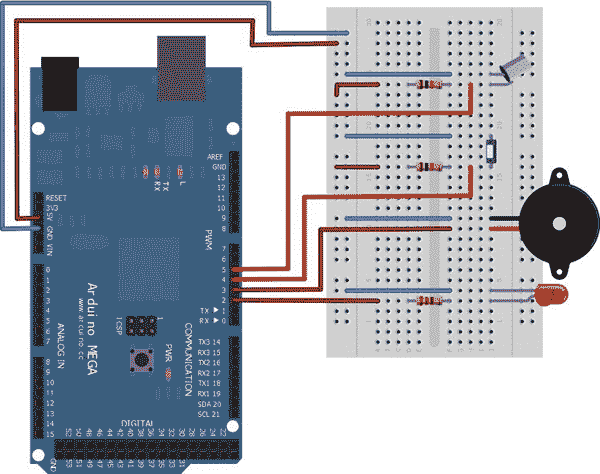 AREF
GND
13
12
11
10
9
8
RESET
3V3
5V
GND
VIN
PWM
7
6
5
4
3
2
TX ▶ 1
RX ▶ 0
TX
RX
L
0
1
2
3
4
5
6
7
ANALOG IN
Arduino MEGA
www.arduino.cc
ICSP
1
PWR
COMMUNICATION
TX3 14
RX3 15
TX2 16
RX2 17
TX1 18
RX1 19
SDA 20
SCL 21
8
9
10
11
12
13
14
15
DIGITAL
GND